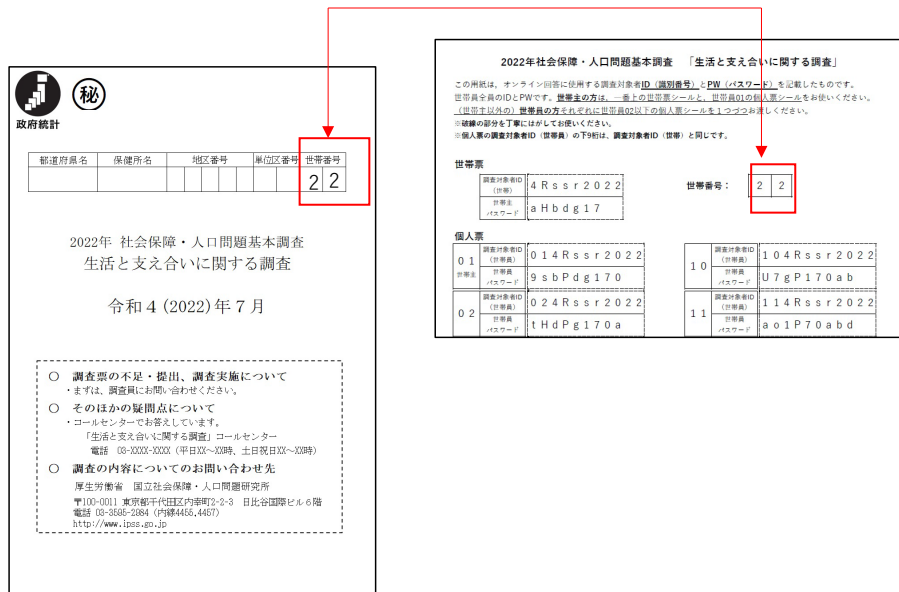 秘
政府統計
都道府県名 保健所名 地区番号 単位区番号 世帯番号
2 2
2022年 社会保障・人口問題基本調査
生活と支え合いに関する調査
令和4(2022)年7月
○ 調査票の不足・提出、調査実施について
・まずは、調査員にお問い合わせください。
○ そのほかの疑問点について
・コールセンターでお答えしています。
「生活と支え合いに関する調査」コールセンター
電話 03-XXXX-XXXX(平日XX～XX時、土日祝日XX～XX時)
○ 調査の内容についてのお問い合わせ先
厚生労働省 国立社会保障・人口問題研究所
〒100-0011 東京都千代田区内幸町2-2-3 日比谷国際ビル6階
電話 03-3595-2984(内線4455,4457)
http://www.ipss.go.jp
2022年社会保障・人口問題基本調査 「生活と支え合いに関する調査」
この用紙は、オンライン回答に使用する調査対象者ID(識別番号)とPW(パスワード)を記載したものです。
世帯員全員のIDとPWです。世帯主の方は、一番上の世帯票シールと、世帯員01の個人票シールをお使いください。
(世帯主以外の)世帯員の方それぞれに世帯員02以下の個人票シールを1つづつお渡しください。
※破線の部分を丁寧にはがしてお使いください。
※個人票の調査対象者ID(世帯員)の下9桁は、調査対象者ID(世帯)と同じです。
世帯票
調査対象者ID(世帯) 4Rssr2022
世帯主パスワード aHbdg17
世帯番号: 2 2
個人票
01 世帯主 調査対象者ID(世帯員) 014Rssr2022
世帯員パスワード 9sbPdg170
02 調査対象者ID(世帯員) 024Rssr2022
世帯員パスワード tHdPg170a
10 調査対象者ID(世帯員) 104Rssr2022
世帯員パスワード U7gP170ab
11 調査対象者ID(世帯員) 114Rssr2022
世帯員パスワード ao1P70abd